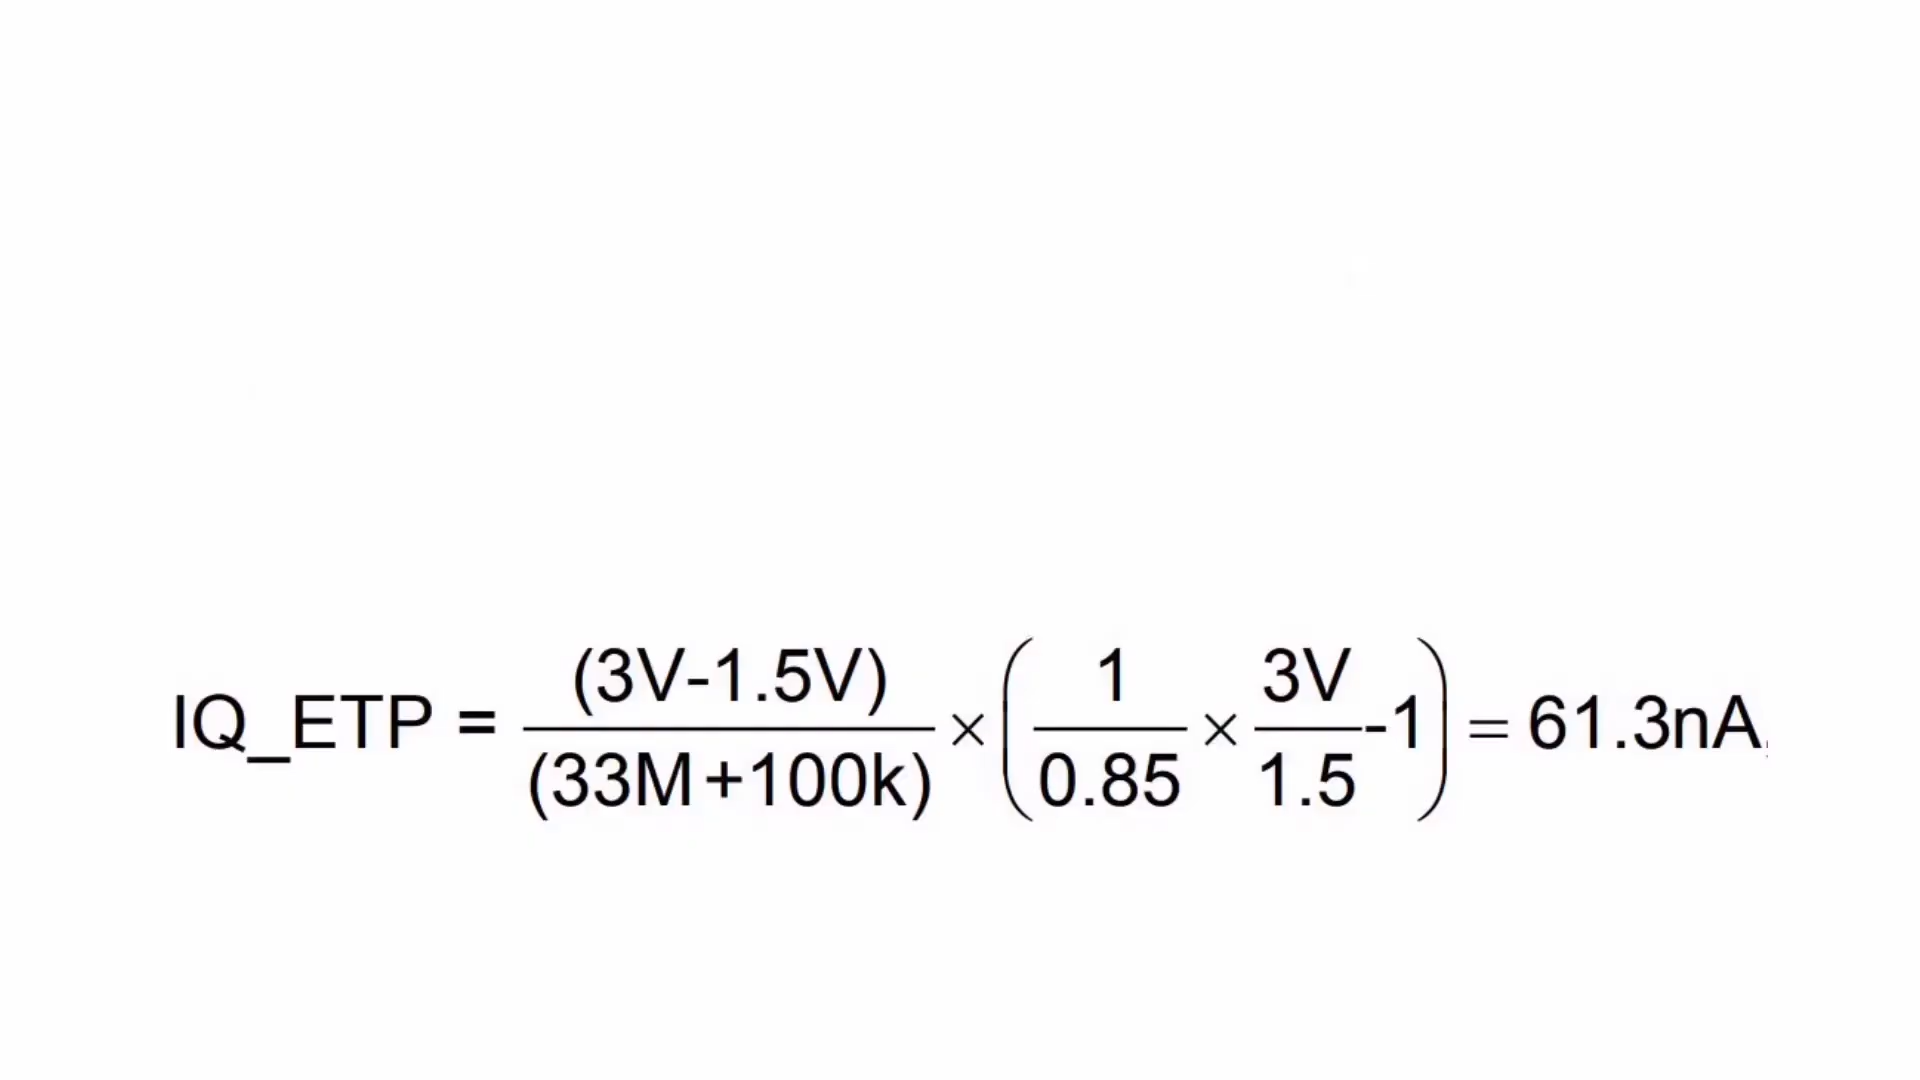 IQ_ETP = (3V-1.5V) / (33M+100k) × ( 1 / 0.85 × 3V / 1.5 -1 ) = 61.3nA